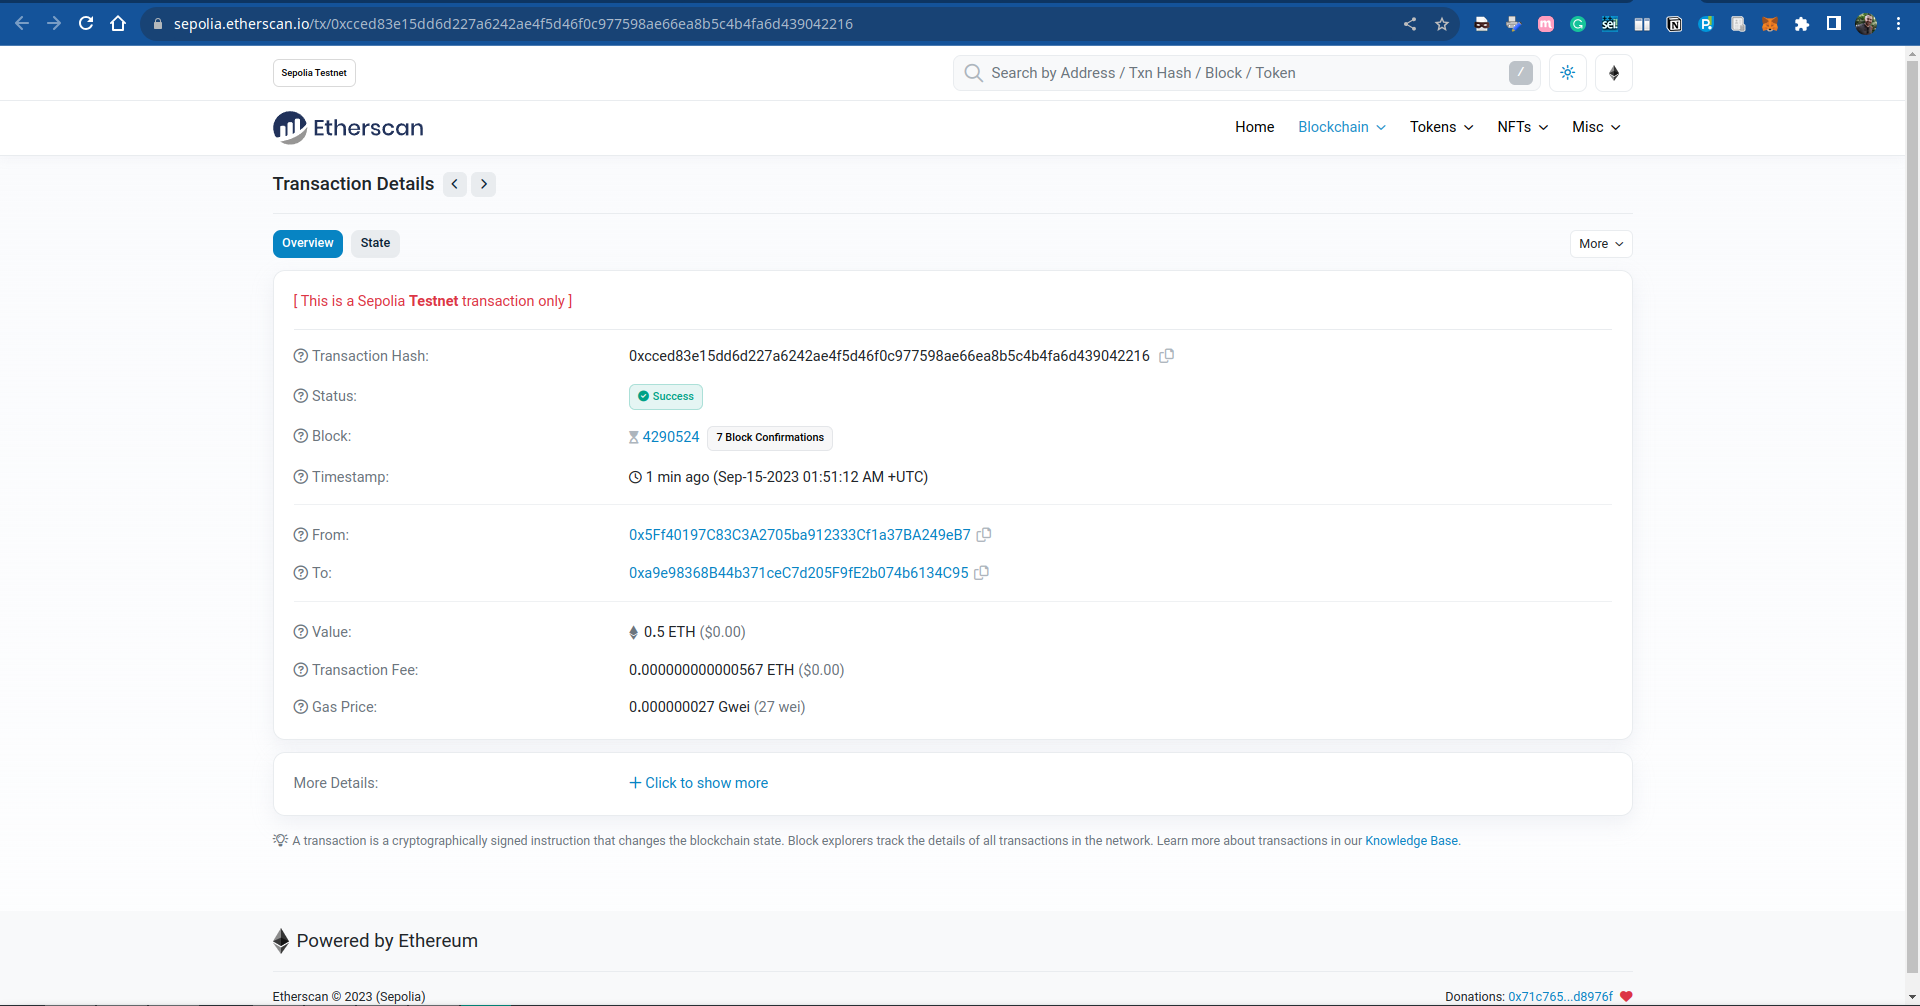 sepolia.etherscan.io/tx/0xcced83e15dd6d227a6242ae4f5d46f0c977598ae66ea8b5c4b4fa6d439042216
Sepolia Testnet
Search by Address / Txn Hash / Block / Token /
Etherscan
Home Blockchain Tokens NFTs Misc
Transaction Details
Overview State More
[ This is a Sepolia Testnet transaction only ]
Transaction Hash: 0xcced83e15dd6d227a6242ae4f5d46f0c977598ae66ea8b5c4b4fa6d439042216
Status: Success
Block: 4290524 7 Block Confirmations
Timestamp: 1 min ago (Sep-15-2023 01:51:12 AM +UTC)
From: 0x5Ff40197C83C3A2705ba912333Cf1a37BA249eB7
To: 0xa9e98368B44b371ceC7d205F9fE2b074b6134C95
Value: 0.5 ETH ($0.00)
Transaction Fee: 0.000000000000567 ETH ($0.00)
Gas Price: 0.000000027 Gwei (27 wei)
More Details: Click to show more
A transaction is a cryptographically signed instruction that changes the blockchain state. Block explorers track the details of all transactions in the network. Learn more about transactions in our Knowledge Base.
Powered by Ethereum
Etherscan © 2023 (Sepolia) Donations: 0x71c765...d8976f